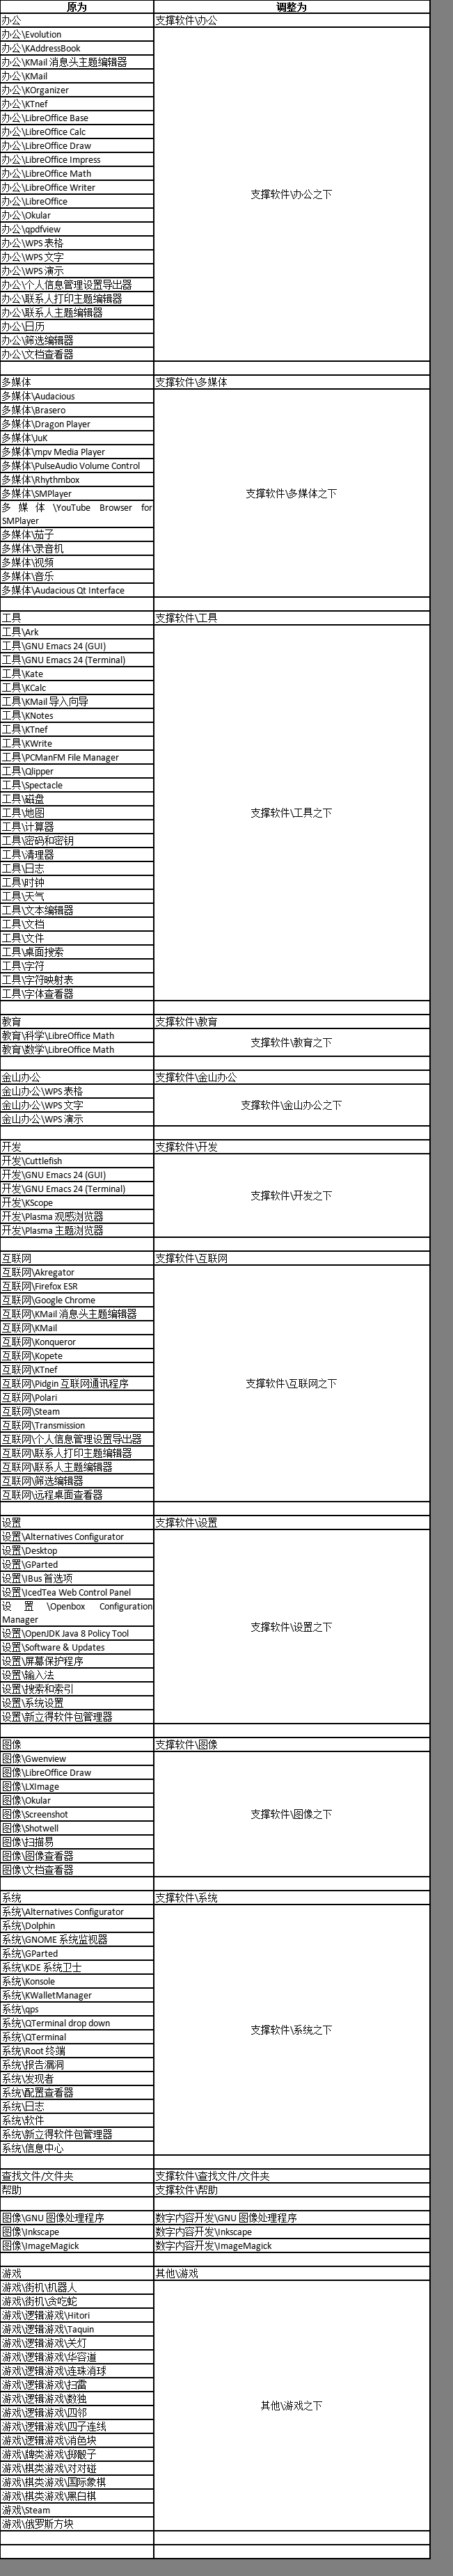 原为 调整为
办公 支撑软件\办公
办公\Evolution
办公\KAddressBook
办公\KMail 消息头主题编辑器
办公\KMail
办公\KOrganizer
办公\KTnef
办公\LibreOffice Base
办公\LibreOffice Calc
办公\LibreOffice Draw
办公\LibreOffice Impress
办公\LibreOffice Math
办公\LibreOffice Writer
办公\LibreOffice
办公\Okular
办公\qpdfview
办公\WPS 表格
办公\WPS 文字
办公\WPS 演示
办公\个人信息管理设置导出器
办公\联系人打印主题编辑器
办公\联系人主题编辑器
办公\日历
办公\筛选编辑器
办公\文档查看器
支撑软件\办公之下
多媒体 支撑软件\多媒体
多媒体\Audacious
多媒体\Brasero
多媒体\Dragon Player
多媒体\JuK
多媒体\mpv Media Player
多媒体\PulseAudio Volume Control
多媒体\Rhythmbox
多媒体\SMPlayer
多媒体\YouTube Browser for
SMPlayer
多媒体\茄子
多媒体\录音机
多媒体\视频
多媒体\音乐
多媒体\Audacious Qt Interface
支撑软件\多媒体之下
工具 支撑软件\工具
工具\Ark
工具\GNU Emacs 24 (GUI)
工具\GNU Emacs 24 (Terminal)
工具\Kate
工具\KCalc
工具\KMail 导入向导
工具\KNotes
工具\KTnef
工具\KWrite
工具\PCManFM File Manager
工具\Qlipper
工具\Spectacle
工具\磁盘
工具\地图
工具\计算器
工具\密码和密钥
工具\清理器
工具\日志
工具\时钟
工具\天气
工具\文本编辑器
工具\文档
工具\文件
工具\桌面搜索
工具\字符
工具\字符映射表
工具\字体查看器
支撑软件\工具之下
教育 支撑软件\教育
教育\科学\LibreOffice Math
教育\数学\LibreOffice Math
支撑软件\教育之下
金山办公 支撑软件\金山办公
金山办公\WPS 表格
金山办公\WPS 文字
金山办公\WPS 演示
支撑软件\金山办公之下
开发 支撑软件\开发
开发\Cuttlefish
开发\GNU Emacs 24 (GUI)
开发\GNU Emacs 24 (Terminal)
开发\KScope
开发\Plasma 观感浏览器
开发\Plasma 主题浏览器
支撑软件\开发之下
互联网 支撑软件\互联网
互联网\Akregator
互联网\Firefox ESR
互联网\Google Chrome
互联网\KMail 消息头主题编辑器
互联网\KMail
互联网\Konqueror
互联网\Kopete
互联网\KTnef
互联网\Pidgin 互联网通讯程序
互联网\Polari
互联网\Steam
互联网\Transmission
互联网\个人信息管理设置导出器
互联网\联系人打印主题编辑器
互联网\联系人主题编辑器
互联网\筛选编辑器
互联网\远程桌面查看器
支撑软件\互联网之下
设置 支撑软件\设置
设置\Alternatives Configurator
设置\Desktop
设置\GParted
设置\IBus 首选项
设置\IcedTea Web Control Panel
设置\Openbox Configuration
Manager
设置\OpenJDK Java 8 Policy Tool
设置\Software & Updates
设置\屏幕保护程序
设置\输入法
设置\搜索和索引
设置\系统设置
设置\新立得软件包管理器
支撑软件\设置之下
图像 支撑软件\图像
图像\Gwenview
图像\LibreOffice Draw
图像\LXImage
图像\Okular
图像\Screenshot
图像\Shotwell
图像\扫描易
图像\图像查看器
图像\文档查看器
支撑软件\图像之下
系统 支撑软件\系统
系统\Alternatives Configurator
系统\Dolphin
系统\GNOME 系统监视器
系统\GParted
系统\KDE 系统卫士
系统\Konsole
系统\KWalletManager
系统\qps
系统\QTerminal drop down
系统\QTerminal
系统\Root 终端
系统\报告漏洞
系统\发现者
系统\配置查看器
系统\日志
系统\软件
系统\新立得软件包管理器
系统\信息中心
支撑软件\系统之下
查找文件/文件夹 支撑软件\查找文件/文件夹
帮助 支撑软件\帮助
图像\GNU 图像处理程序 数字内容开发\GNU 图像处理程序
图像\Inkscape 数字内容开发\Inkscape
图像\ImageMagick 数字内容开发\ImageMagick
游戏 其他\游戏
游戏\街机\机器人
游戏\街机\贪吃蛇
游戏\逻辑游戏\Hitori
游戏\逻辑游戏\Taquin
游戏\逻辑游戏\关灯
游戏\逻辑游戏\华容道
游戏\逻辑游戏\连珠消球
游戏\逻辑游戏\扫雷
游戏\逻辑游戏\数独
游戏\逻辑游戏\四邻
游戏\逻辑游戏\四子连线
游戏\逻辑游戏\消色块
游戏\牌类游戏\掷骰子
游戏\棋类游戏\对对碰
游戏\棋类游戏\国际象棋
游戏\棋类游戏\黑白棋
游戏\Steam
游戏\俄罗斯方块
其他\游戏之下